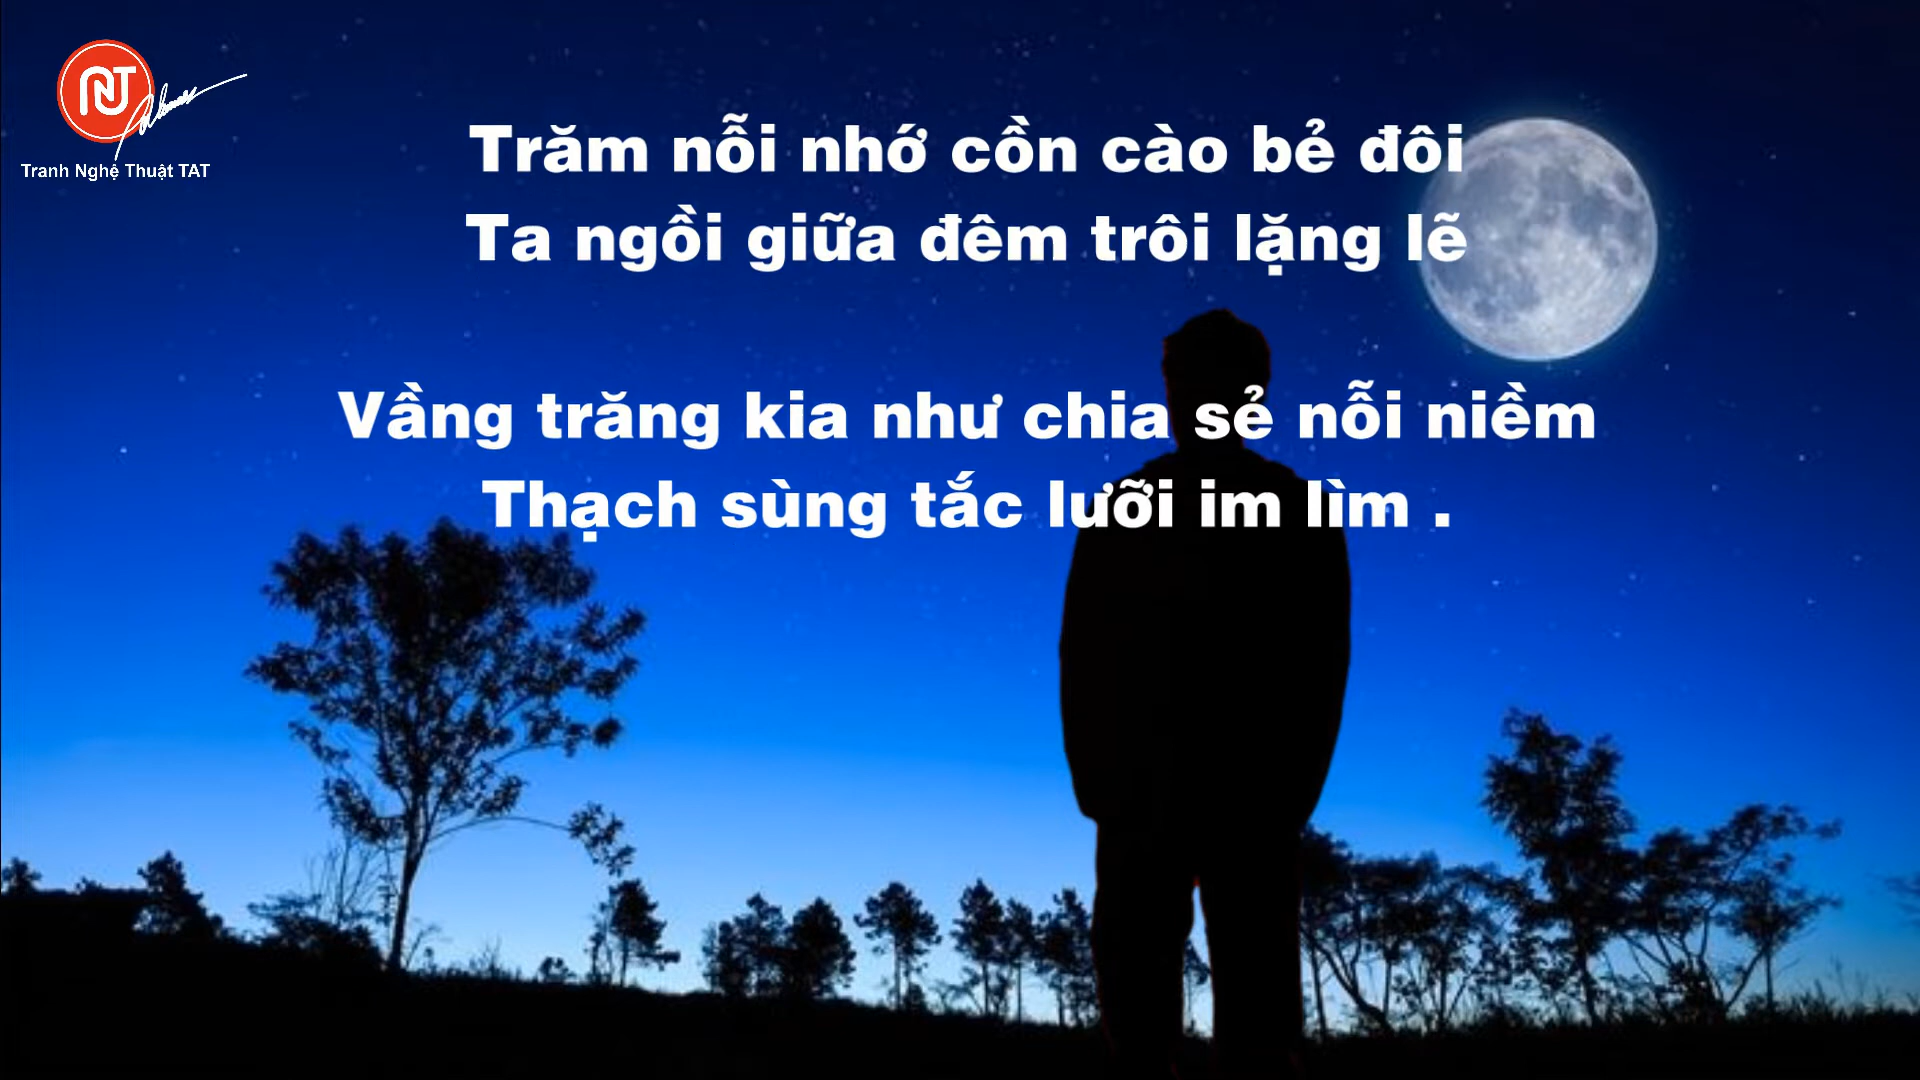 Tranh Nghệ Thuật TAT
Trăm nỗi nhớ cồn cào bẻ đôi
Ta ngồi giữa đêm trôi lặng lẽ
Vầng trăng kia như chia sẻ nỗi niềm
Thạch sùng tắc lưỡi im lìm .